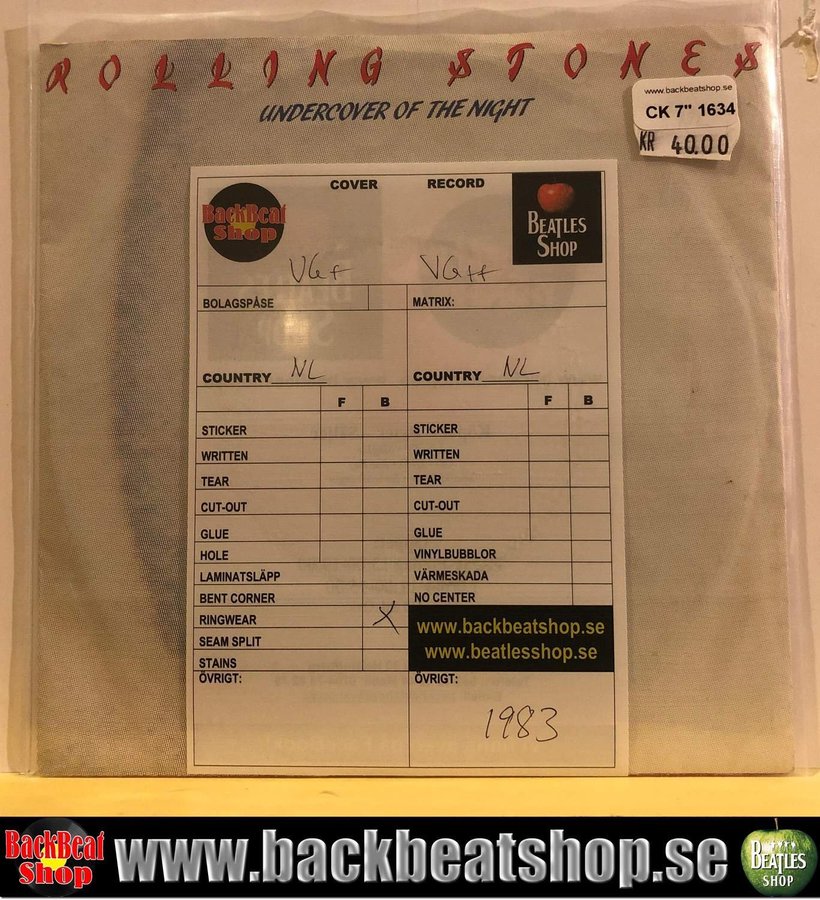 ROLLING STONES
UNDERCOVER OF THE NIGHT
www.backbeatshop.se
CK 7" 1634
KR 40.00
COVER RECORD
BackBeat
Shop
BEATLES
SHOP
VG+ VG++
BOLAGSPÅSE MATRIX:
COUNTRY NL COUNTRY NL
F B F B
STICKER STICKER
WRITTEN WRITTEN
TEAR TEAR
CUT-OUT CUT-OUT
GLUE GLUE
HOLE VINYLBUBBLOR
LAMINATSLÄPP VÄRMESKADA
BENT CORNER NO CENTER
RINGWEAR X
www.backbeatshop.se
SEAM SPLIT
www.beatlesshop.se
STAINS
ÖVRIGT: ÖVRIGT:
1983
BackBeat
Shop
www.backbeatshop.se
BEATLES
SHOP